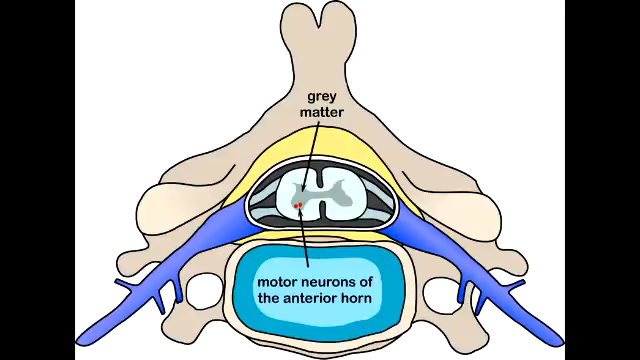 grey
matter
motor neurons of
the anterior horn